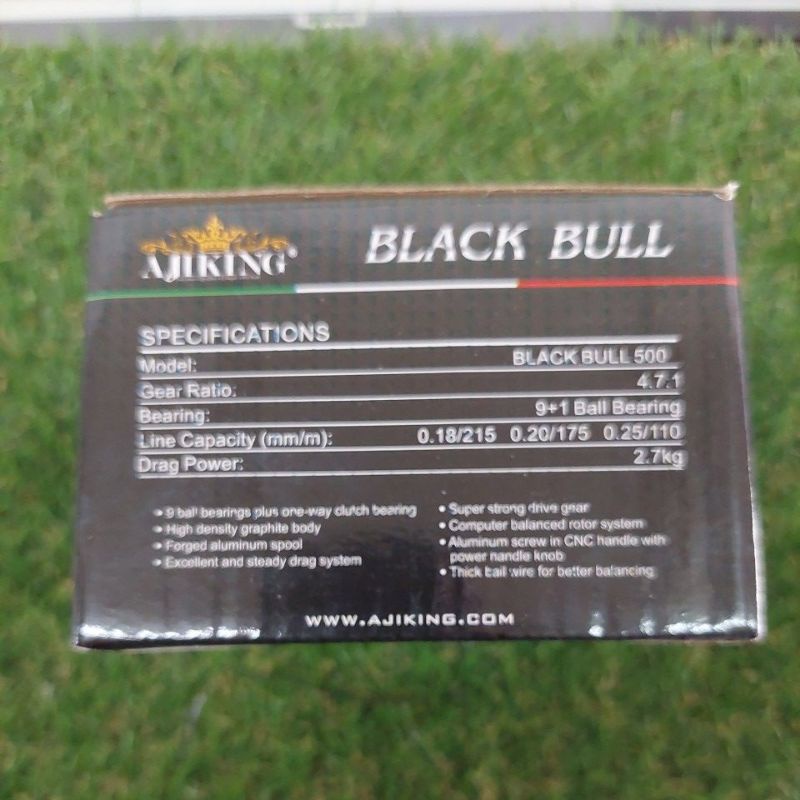 AJIKING®
BLACK BULL
SPECIFICATIONS
Model: BLACK BULL 500
Gear Ratio: 4.7.1
Bearing: 9+1 Ball Bearing
Line Capacity (mm/m): 0.18/215 0.20/175 0.25/110
Drag Power: 2.7kg
• 9 ball bearings plus one-way clutch bearing
• High density graphite body
• Forged aluminum spool
• Excellent and steady drag system
• Super strong drive gear
• Computer balanced rotor system
• Aluminum screw in CNC handle with
power handle knob
• Thick bail wire for better balancing
WWW.AJIKING.COM